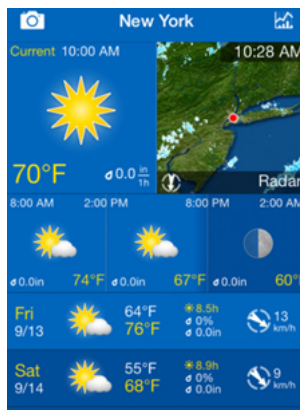 New York
Current 10:00 AM
10:28 AM
70°F
0.0 in
1h
Radar
8:00 AM 2:00 PM 8:00 PM 2:00 AM
0.0in 74°F 0.0in 67°F 0.0in 60°
Fri 64°F 8.5h 13
9/13 76°F 0% km/h
0.0in
Sat 55°F 8.9h 9
9/14 68°F 0% km/h
0.0in